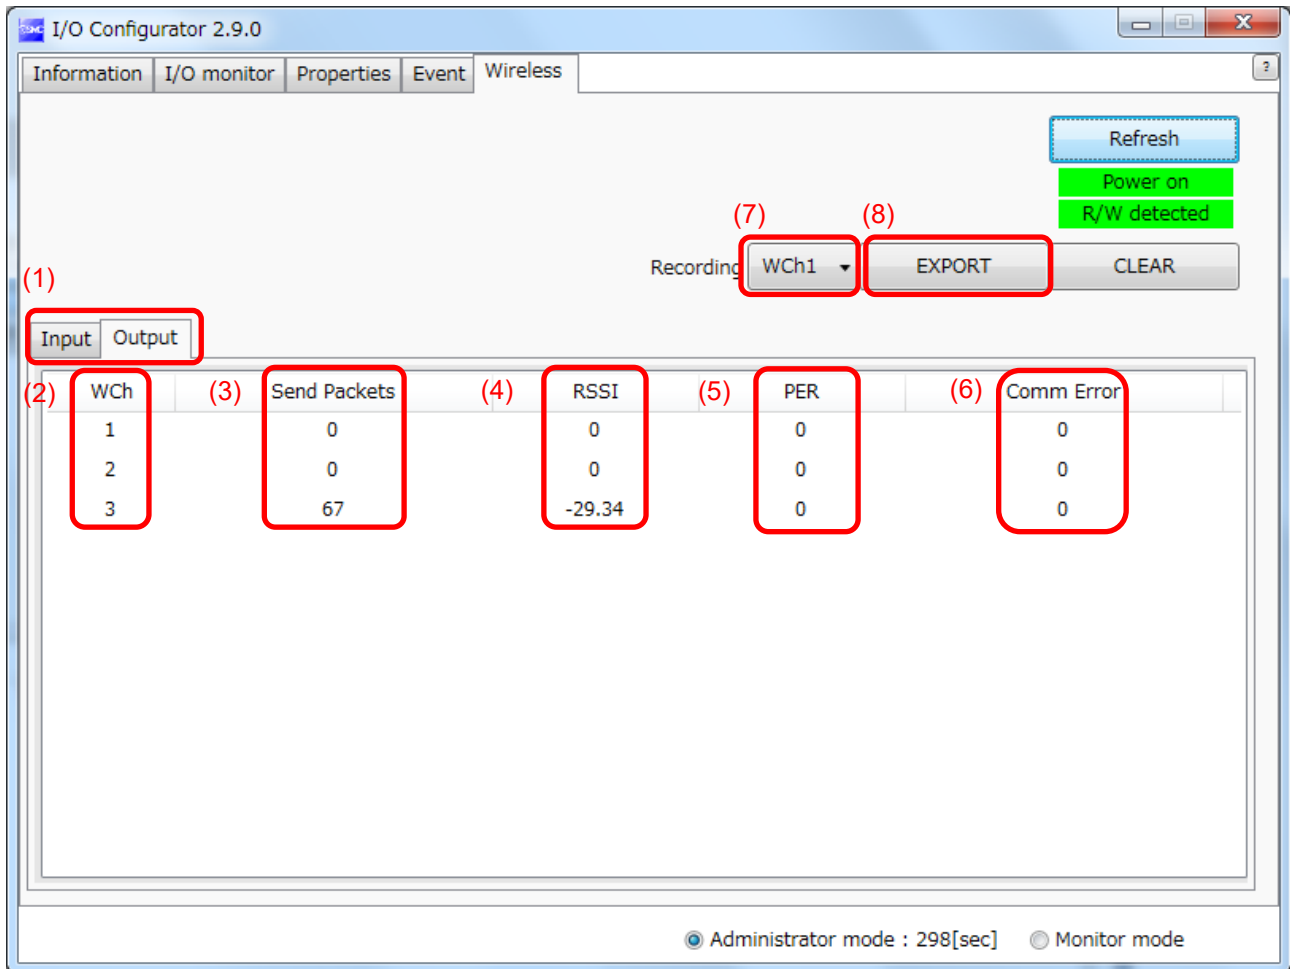 I/O Configurator 2.9.0
Information I/O monitor Properties Event Wireless ?
Refresh
Power on
R/W detected
(7) (8)
Recording WCh1 EXPORT CLEAR
(1)
Input Output
(2) WCh (3) Send Packets (4) RSSI (5) PER (6) Comm Error
1 0 0 0 0
2 0 0 0 0
3 67 -29.34 0 0
Administrator mode : 298[sec] Monitor mode